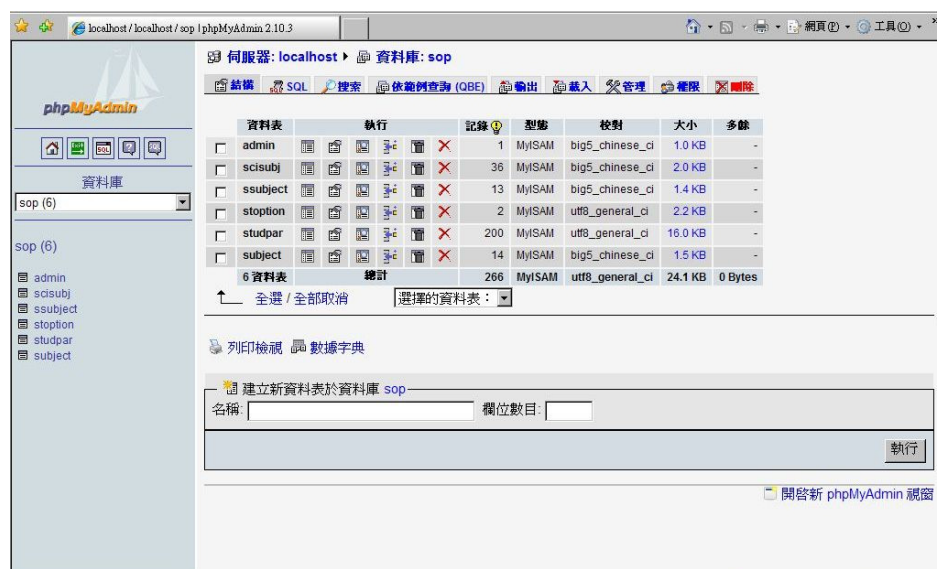 localhost / localhost / sop | phpMyAdmin 2.10.3
網頁(P) 工具(O) »
phpMyAdmin
資料庫
sop (6)
sop (6)
admin
scisubj
ssubject
stoption
studpar
subject
伺服器: localhost ▸ 資料庫: sop
結構 SQL 搜索 依範例查詢 (QBE) 輸出 載入 管理 權限 刪除
資料表 執行 記錄 型態 校對 大小 多餘
admin 1 MyISAM big5_chinese_ci 1.0 KB -
scisubj 36 MyISAM big5_chinese_ci 2.0 KB -
ssubject 13 MyISAM big5_chinese_ci 1.4 KB -
stoption 2 MyISAM utf8_general_ci 2.2 KB -
studpar 200 MyISAM utf8_general_ci 16.0 KB -
subject 14 MyISAM big5_chinese_ci 1.5 KB -
6 資料表 總計 266 MyISAM utf8_general_ci 24.1 KB 0 Bytes
全選 / 全部取消 選擇的資料表：
列印檢視 數據字典
建立新資料表於資料庫 sop
名稱: 欄位數目:
執行
開啓新 phpMyAdmin 視窗